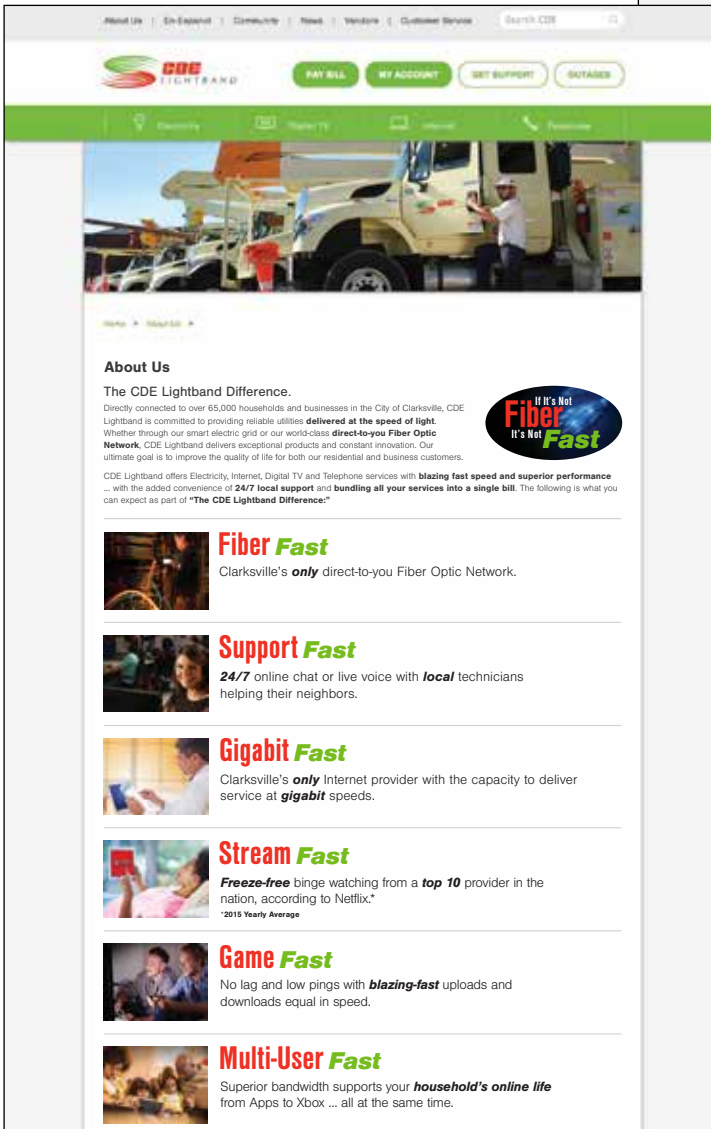 About Us | En Espanol | Community | News | Vendors | Customer Service
Search CDE
CDE
LIGHTBAND
PAY BILL
MY ACCOUNT
GET SUPPORT
OUTAGES
Electricity
Digital TV
Internet
Telephone
Home > About Us >
About Us
The CDE Lightband Difference.
Directly connected to over 65,000 households and businesses in the City of Clarksville, CDE
Lightband is committed to providing reliable utilities delivered at the speed of light.
Whether through our smart electric grid or our world-class direct-to-you Fiber Optic
Network, CDE Lightband delivers exceptional products and constant innovation. Our
ultimate goal is to improve the quality of life for both our residential and business customers.
If It's Not
Fiber
It's Not
Fast
CDE Lightband offers Electricity, Internet, Digital TV and Telephone services with blazing fast speed and superior performance
... with the added convenience of 24/7 local support and bundling all your services into a single bill. The following is what you
can expect as part of "The CDE Lightband Difference:"
Fiber Fast
Clarksville's only direct-to-you Fiber Optic Network.
Support Fast
24/7 online chat or live voice with local technicians
helping their neighbors.
Gigabit Fast
Clarksville's only Internet provider with the capacity to deliver
service at gigabit speeds.
Stream Fast
Freeze-free binge watching from a top 10 provider in the
nation, according to Netflix.*
*2015 Yearly Average
Game Fast
No lag and low pings with blazing-fast uploads and
downloads equal in speed.
Multi-User Fast
Superior bandwidth supports your household's online life
from Apps to Xbox ... all at the same time.